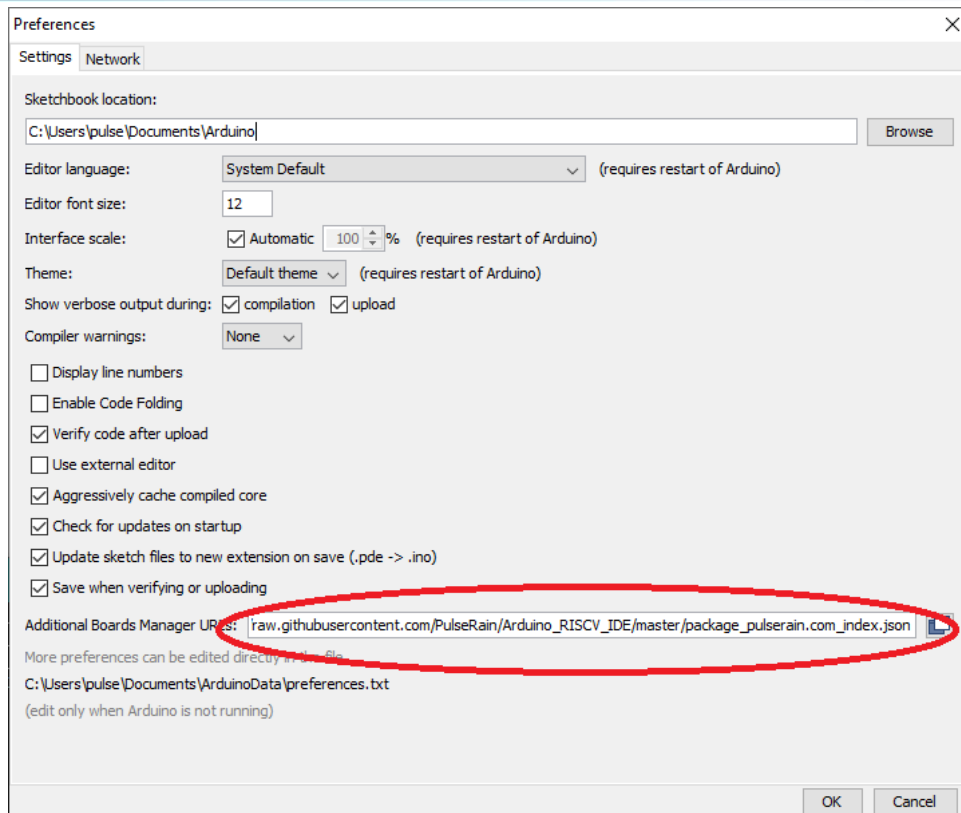 Preferences
Settings Network
Sketchbook location:
C:\Users\pulse\Documents\Arduino Browse
Editor language: System Default (requires restart of Arduino)
Editor font size: 12
Interface scale: Automatic 100 % (requires restart of Arduino)
Theme: Default theme (requires restart of Arduino)
Show verbose output during: compilation upload
Compiler warnings: None
Display line numbers
Enable Code Folding
Verify code after upload
Use external editor
Aggressively cache compiled core
Check for updates on startup
Update sketch files to new extension on save (.pde -> .ino)
Save when verifying or uploading
Additional Boards Manager URLs: raw.githubusercontent.com/PulseRain/Arduino_RISCV_IDE/master/package_pulserain.com_index.json
More preferences can be edited directly in the file
C:\Users\pulse\Documents\ArduinoData\preferences.txt
(edit only when Arduino is not running)
OK Cancel